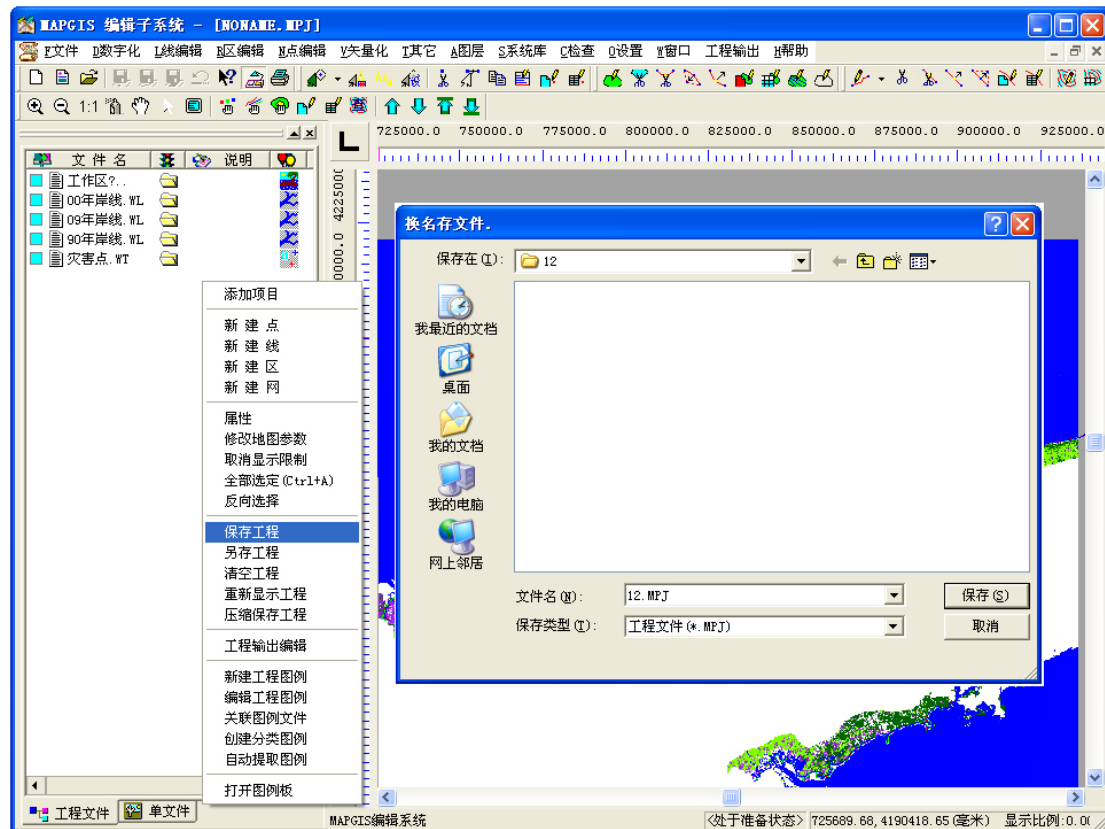 MAPGIS 编辑子系统 - [NONAME.MPJ]
F文件 D数字化 L线编辑 R区编辑 N点编辑 V矢量化 T其它 A图层 S系统库 C检查 O设置 W窗口 工程输出 H帮助
1:1
725000.0 750000.0 775000.0 800000.0 825000.0 850000.0 875000.0 900000.0 925000.0
文件名 说明
工作区?..
00年岸线.WL
09年岸线.WL
90年岸线.WL
灾害点.WT
添加项目
新 建 点
新 建 线
新 建 区
新 建 网
属性
修改地图参数
取消显示限制
全部选定(Ctrl+A)
反向选择
保存工程
另存工程
清空工程
重新显示工程
压缩保存工程
工程输出编辑
新建工程图例
编辑工程图例
关联图例文件
创建分类图例
自动提取图例
打开图例板
换名存文件.
保存在(I): 12
我最近的文档
桌面
我的文档
我的电脑
网上邻居
文件名(N): 12.MPJ 保存(S)
保存类型(T): 工程文件(*.MPJ) 取消
工程文件 单文件
MAPGIS编辑系统 <处于准备状态> 725689.68,4190418.65(毫米) 显示比例:0.0